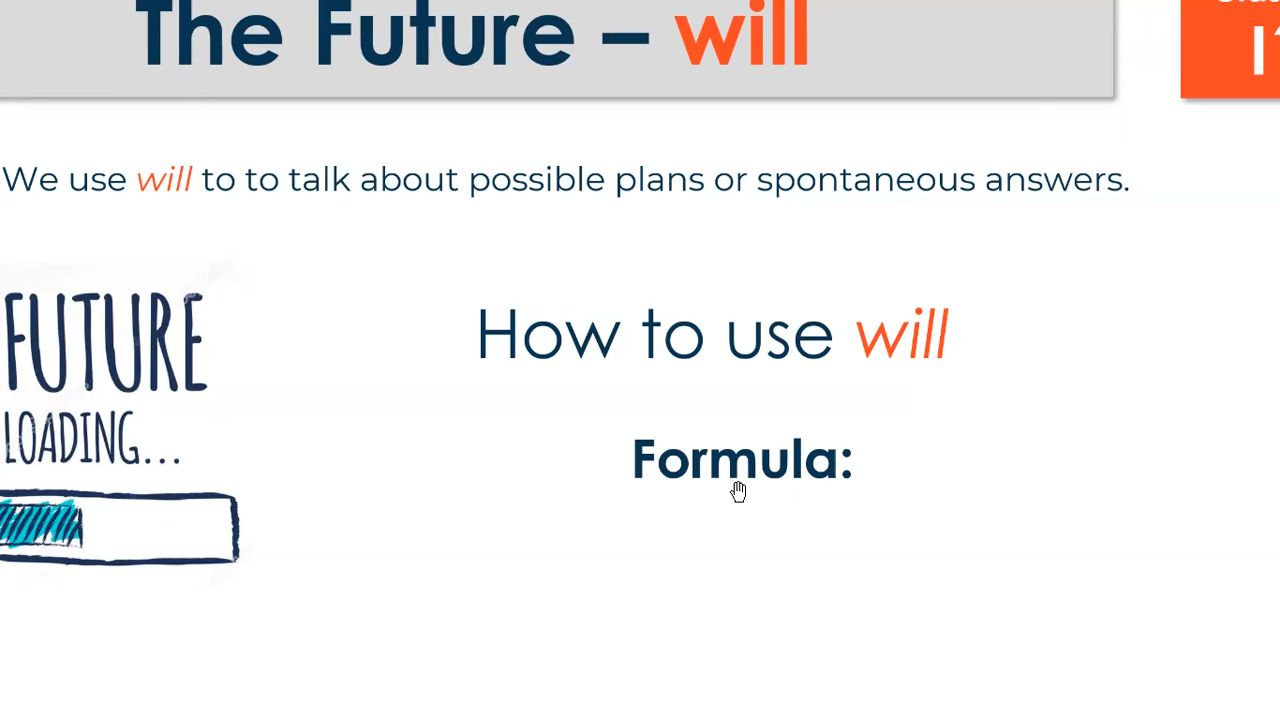 The Future – will
We use will to to talk about possible plans or spontaneous answers.
FUTURE
LOADING...
How to use will
Formula: